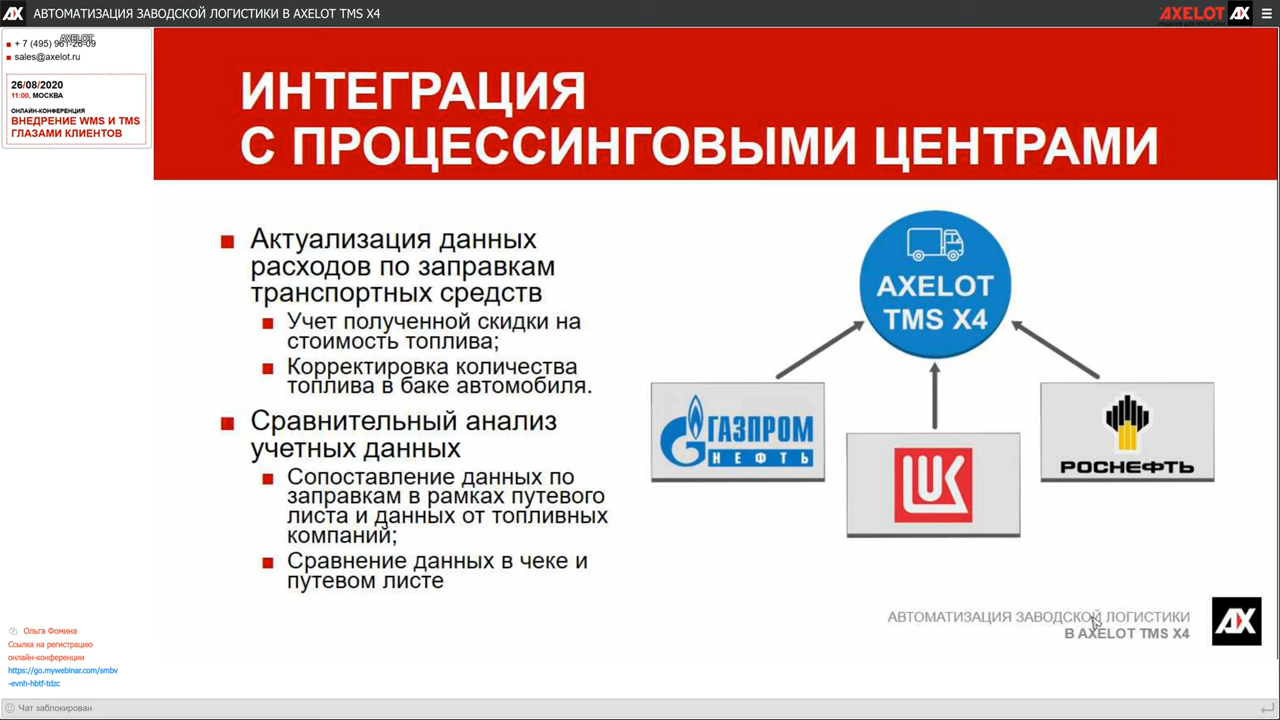 АВТОМАТИЗАЦИЯ ЗАВОДСКОЙ ЛОГИСТИКИ В AXELOT TMS X4
AXELOT
AXELOT
+ 7 (495) 961-26-09
sales@axelot.ru
26/08/2020
11:00, МОСКВА
ОНЛАЙН-КОНФЕРЕНЦИЯ
ВНЕДРЕНИЕ WMS И TMS
ГЛАЗАМИ КЛИЕНТОВ
ИНТЕГРАЦИЯ
С ПРОЦЕССИНГОВЫМИ ЦЕНТРАМИ
Актуализация данных
расходов по заправкам
транспортных средств
Учет полученной скидки на
стоимость топлива;
Корректировка количества
топлива в баке автомобиля.
Сравнительный анализ
учетных данных
Сопоставление данных по
заправкам в рамках путевого
листа и данных от топливных
компаний;
Сравнение данных в чеке и
путевом листе
AXELOT
TMS X4
ГАЗПРОМ
НЕФТЬ
LUK
РОСНЕФТЬ
АВТОМАТИЗАЦИЯ ЗАВОДСКОЙ ЛОГИСТИКИ
В AXELOT TMS X4
Ольга Фомина
Ссылка на регистрацию
онлайн-конференции
https://go.mywebinar.com/smbv
-evnh-hbtf-tdzc
Чат заблокирован